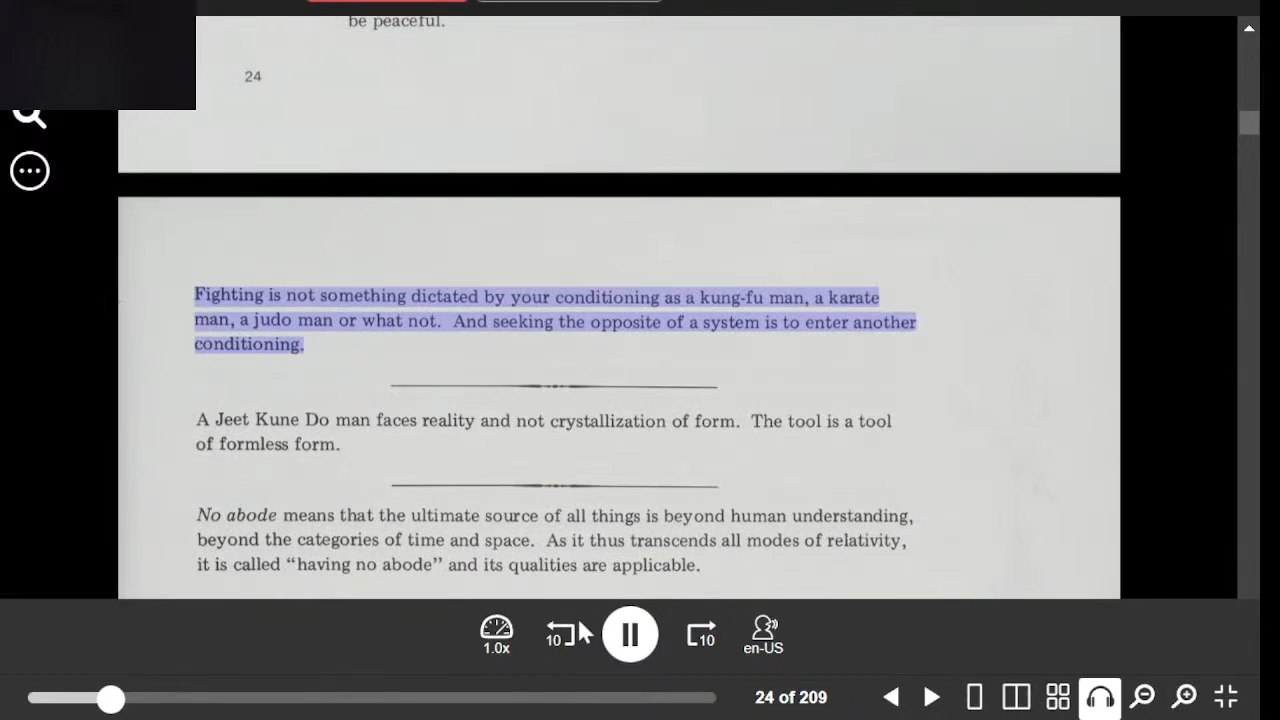 be peaceful.
24
Fighting is not something dictated by your conditioning as a kung-fu man, a karate
man, a judo man or what not. And seeking the opposite of a system is to enter another
conditioning.
A Jeet Kune Do man faces reality and not crystallization of form. The tool is a tool
of formless form.
No abode means that the ultimate source of all things is beyond human understanding,
beyond the categories of time and space. As it thus transcends all modes of relativity,
it is called “having no abode” and its qualities are applicable.
10
10
1.0x
en-US
24 of 209